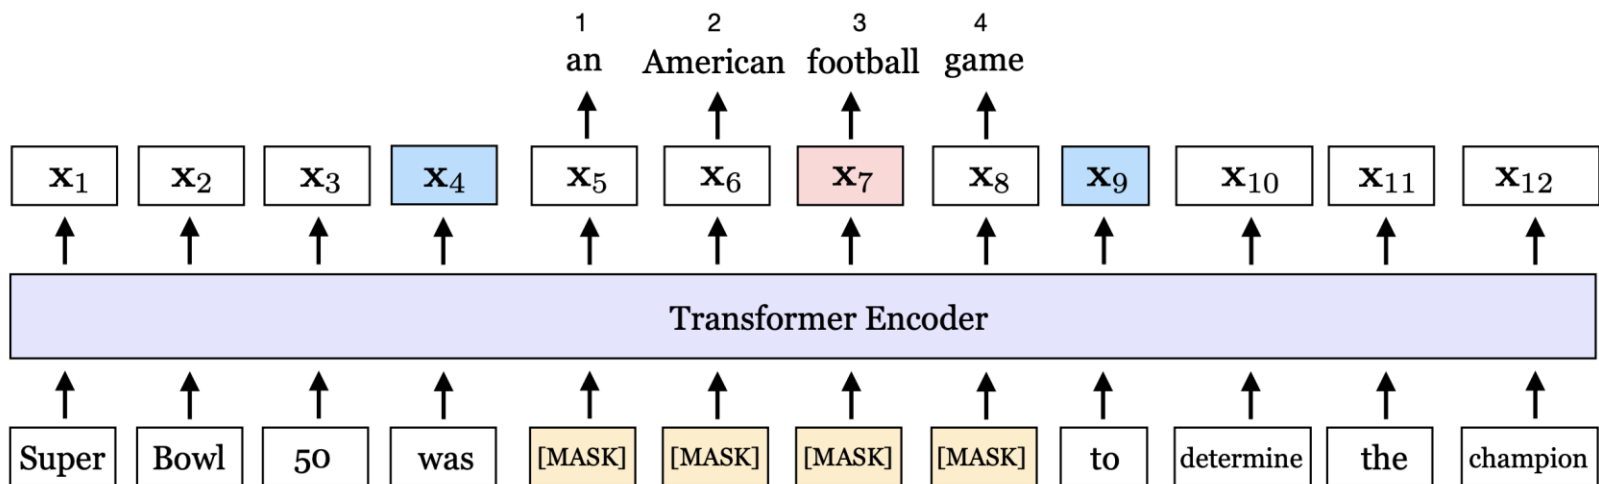 1 2 3 4
an American football game
x₁ x₂ x₃ x₄ x₅ x₆ x₇ x₈ x₉ x₁₀ x₁₁ x₁₂
Transformer Encoder
Super Bowl 50 was [MASK] [MASK] [MASK] [MASK] to determine the champion